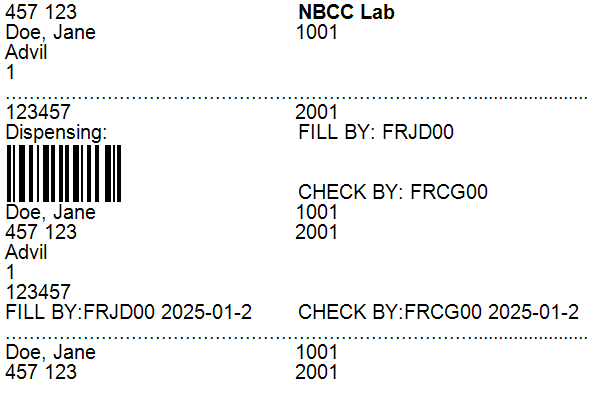 457 123 NBCC Lab
Doe, Jane 1001
Advil
1
123457 2001
Dispensing: FILL BY: FRJD00
CHECK BY: FRCG00
Doe, Jane 1001
457 123 2001
Advil
1
123457
FILL BY:FRJD00 2025-01-2 CHECK BY:FRCG00 2025-01-2
Doe, Jane 1001
457 123 2001